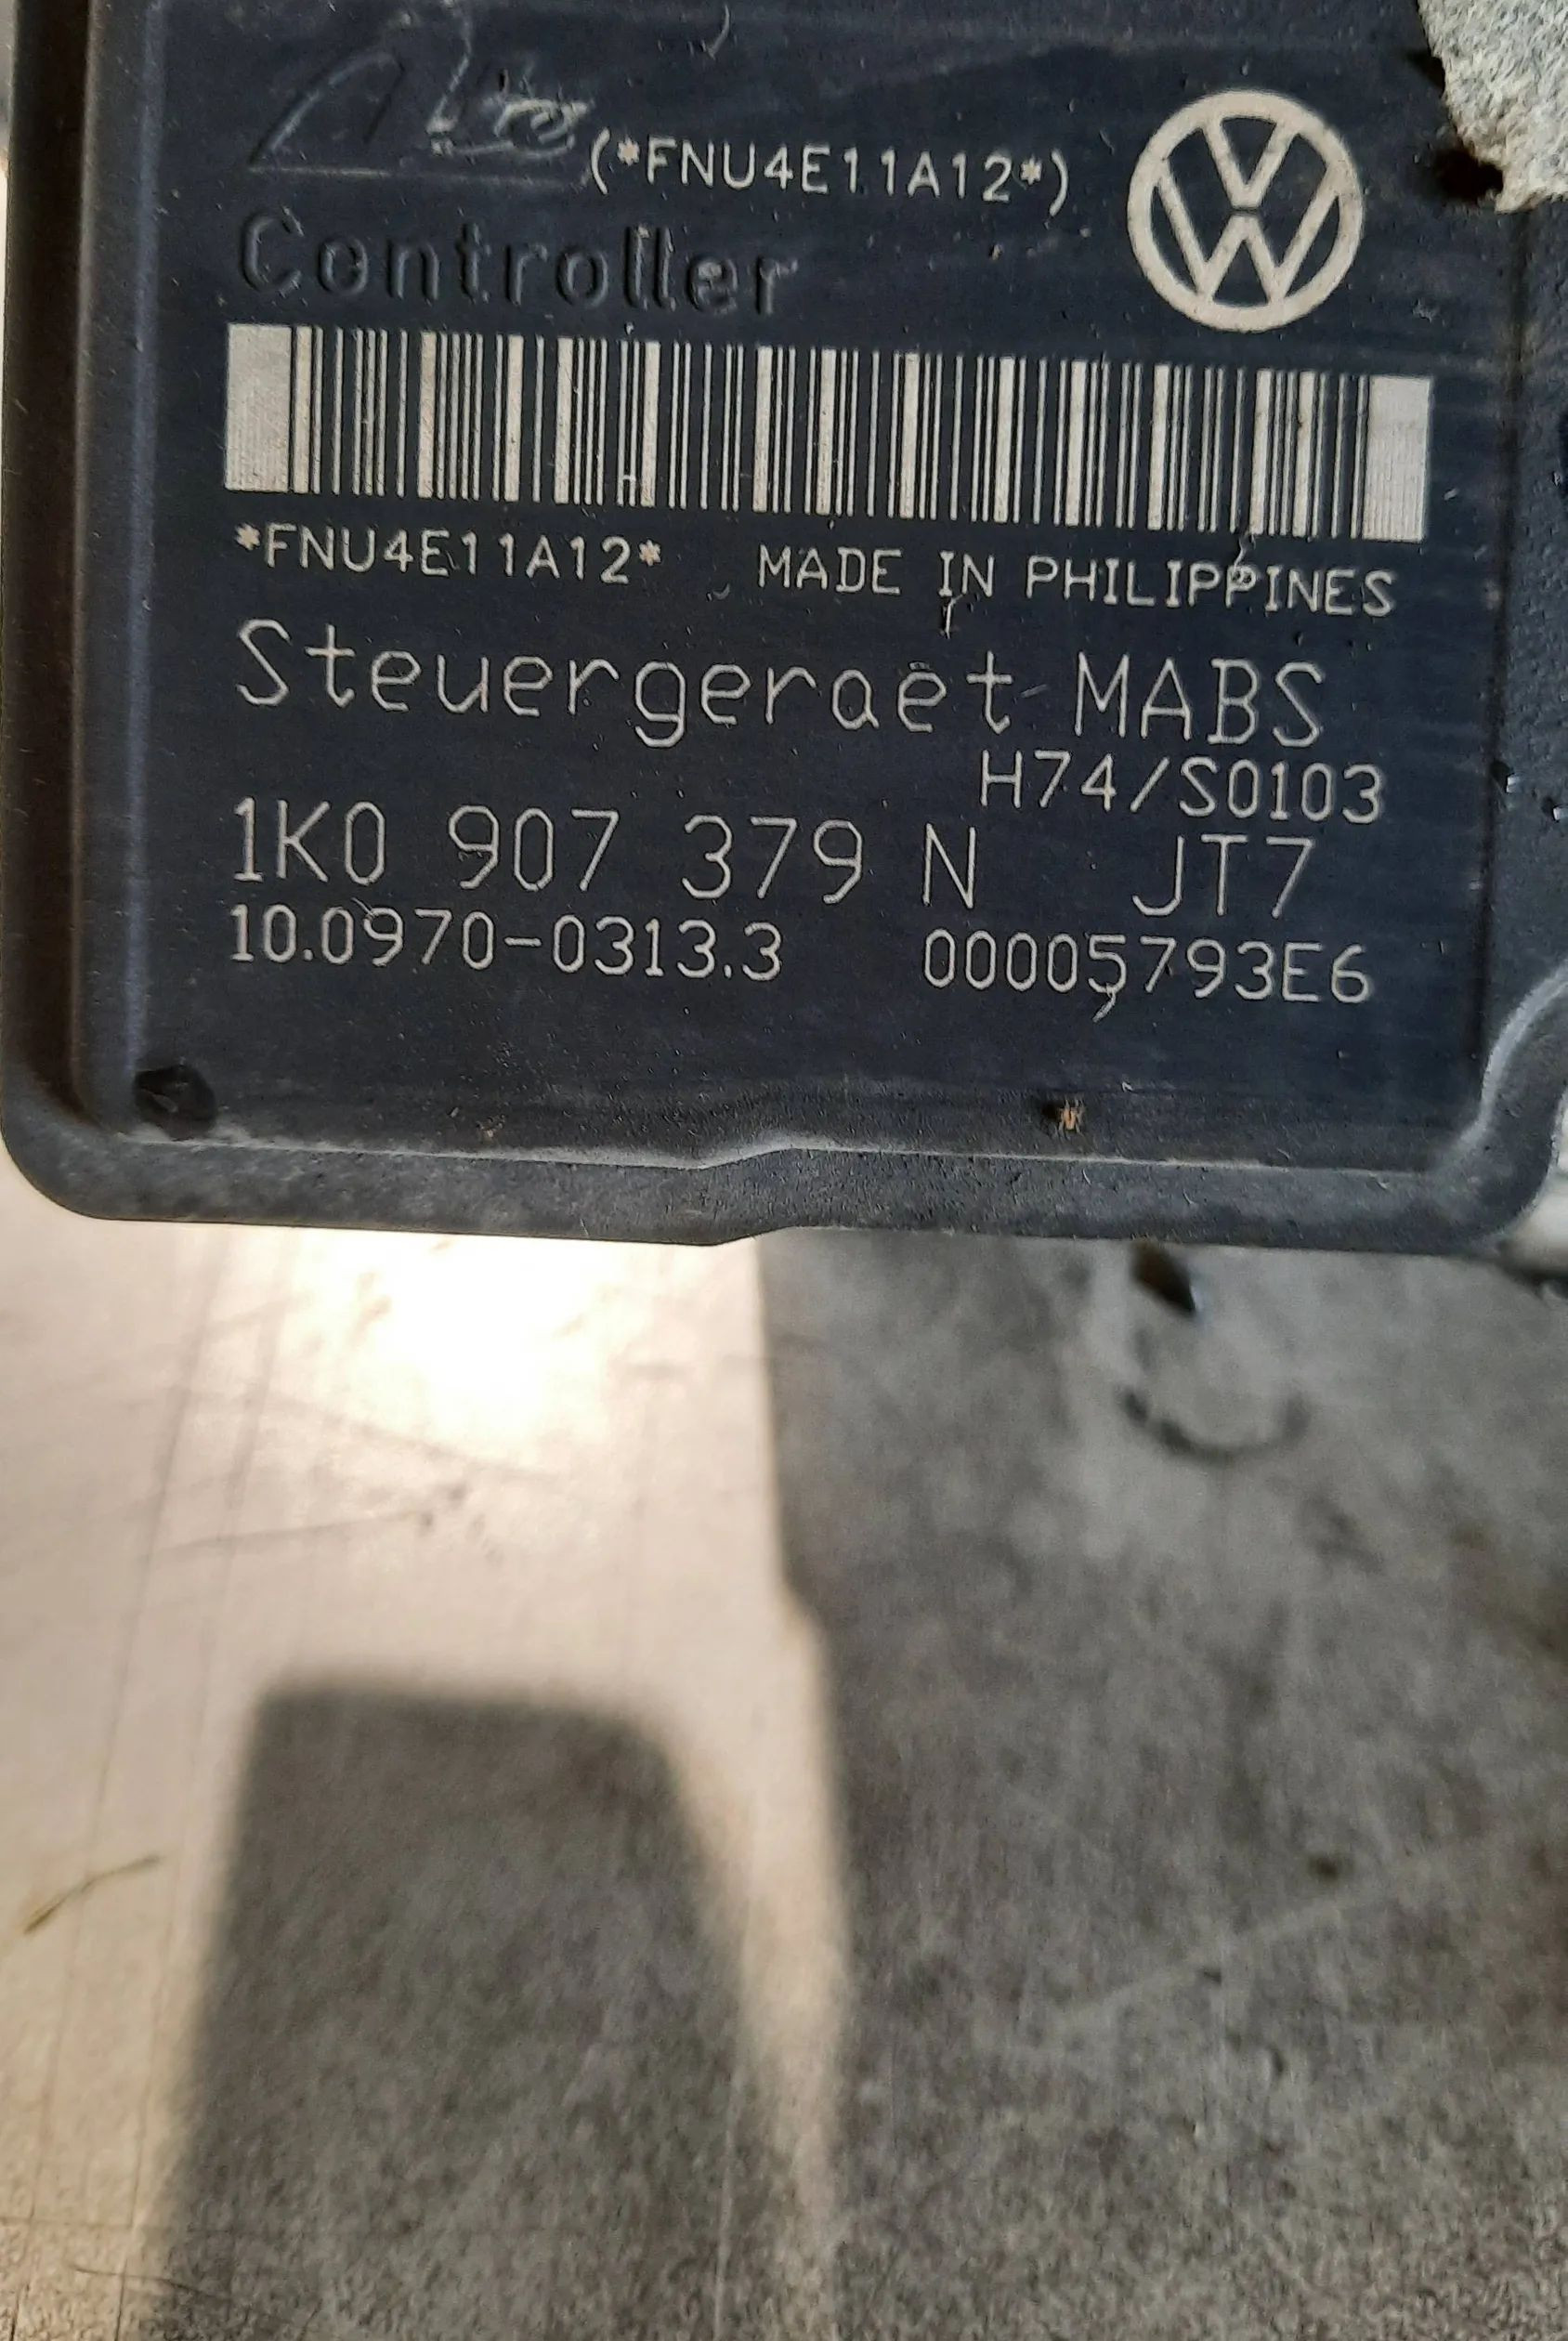 (*FNU4E11A12*)
Controller
*FNU4E11A12* MADE IN PHILIPPINES
Steuergeraet MABS
H74/S0103
1K0 907 379 N JT7
10.0970-0313.3 00005793E6